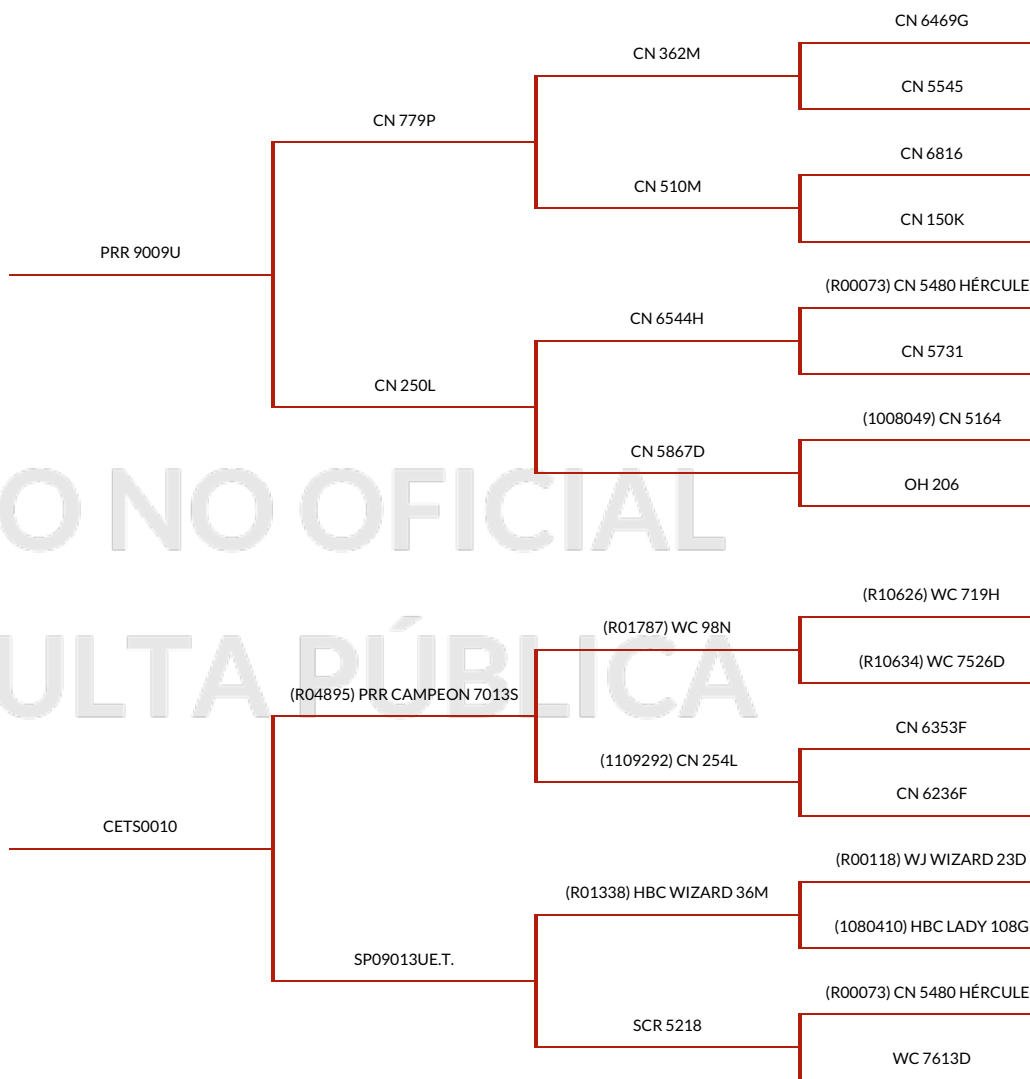 CN 6469G
CN 362M
CN 5545
CN 779P
CN 6816
CN 510M
CN 150K
PRR 9009U
(R00073) CN 5480 HÉRCULE
CN 6544H
CN 5731
CN 250L
(1008049) CN 5164
CN 5867D
OH 206
O NO OFICIAL
(R10626) WC 719H
(R01787) WC 98N
(R10634) WC 7526D
ULTA PÚBLICA
(R04895) PRR CAMPEON 7013S
CN 6353F
(1109292) CN 254L
CN 6236F
CETS0010
(R00118) WJ WIZARD 23D
(R01338) HBC WIZARD 36M
(1080410) HBC LADY 108G
SP09013UE.T.
(R00073) CN 5480 HÉRCULE
SCR 5218
WC 7613D